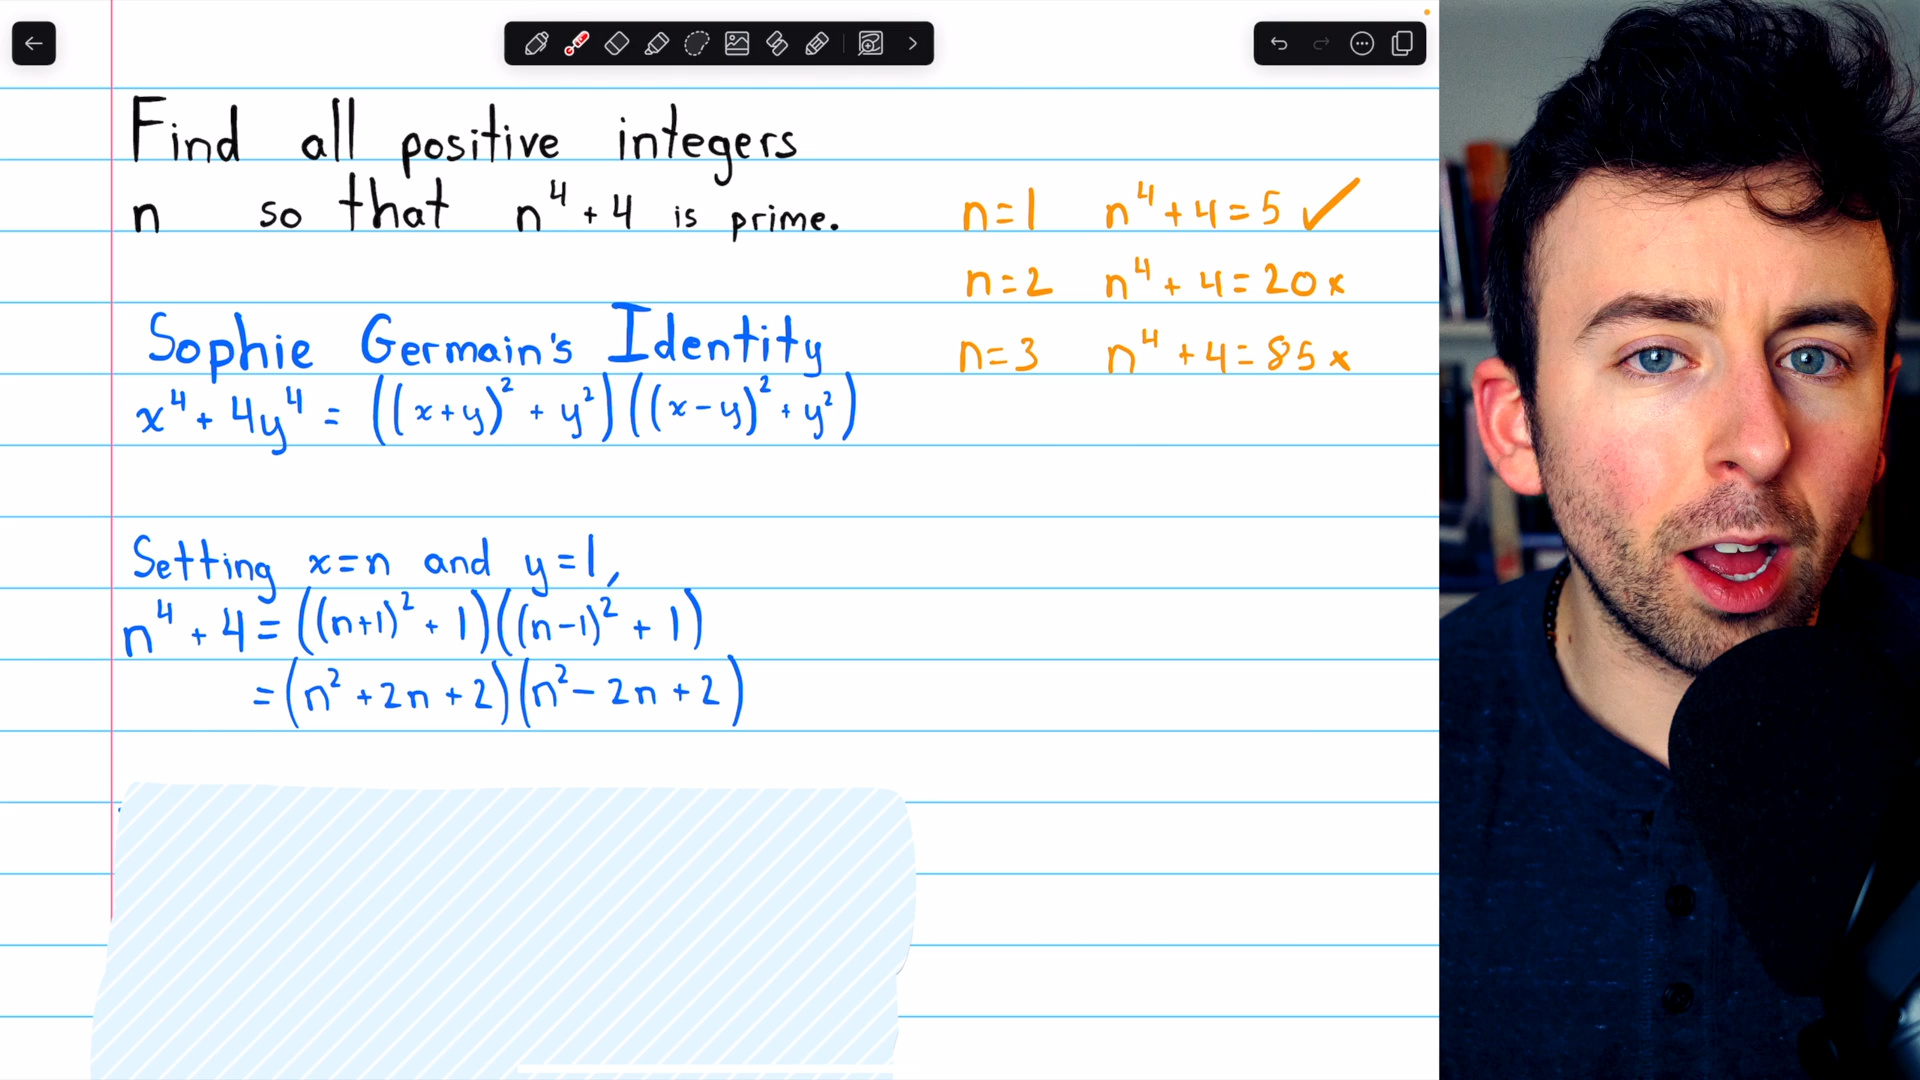 Find all positive integers
n so that n⁴ + 4 is prime.
n=1 n⁴ + 4 = 5 ✓
n=2 n⁴ + 4 = 20 x
n=3 n⁴ + 4 = 85 x
Sophie Germain's Identity
x⁴ + 4y⁴ = ((x+y)² + y²)((x-y)² + y²)
Setting x=n and y=1,
n⁴ + 4 = ((n+1)² + 1)((n-1)² + 1)
= (n² + 2n + 2)(n² - 2n + 2)